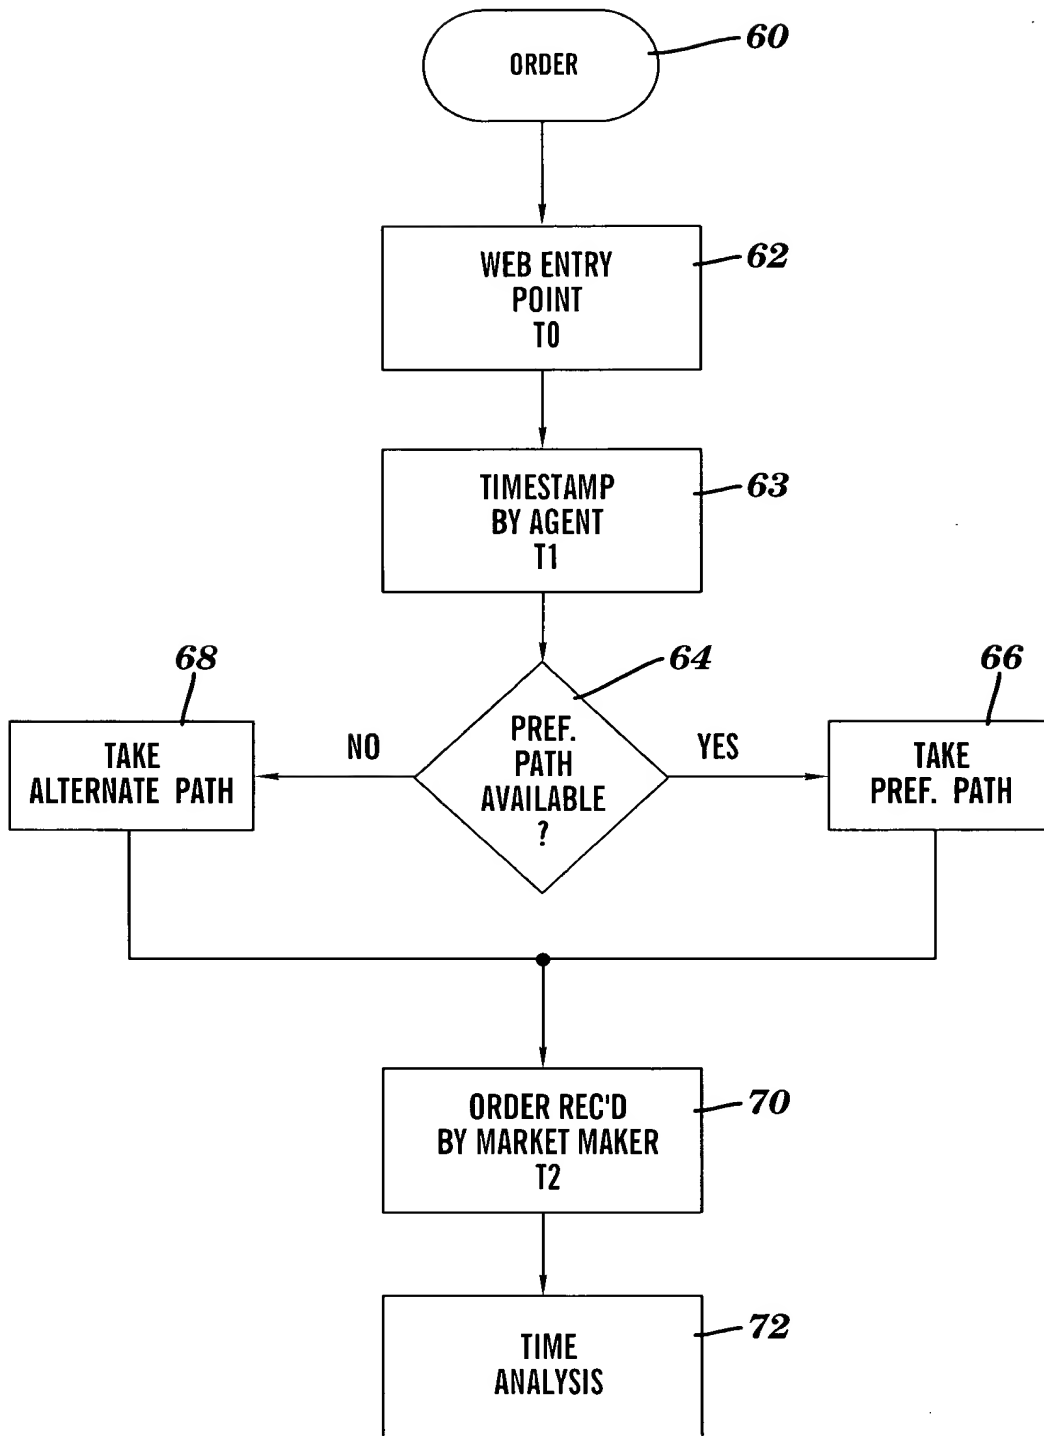 60
ORDER
62
WEB ENTRY
POINT
T0
63
TIMESTAMP
BY AGENT
T1
68
64
66
TAKE
ALTERNATE PATH
NO
PREF.
PATH
AVAILABLE
?
YES
TAKE
PREF. PATH
70
ORDER REC'D
BY MARKET MAKER
T2
72
TIME
ANALYSIS